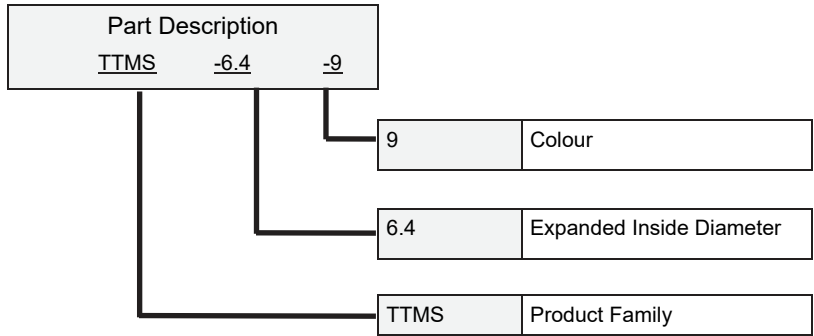 Part Description
TTMS -6.4 -9
9 Colour
6.4 Expanded Inside Diameter
TTMS Product Family